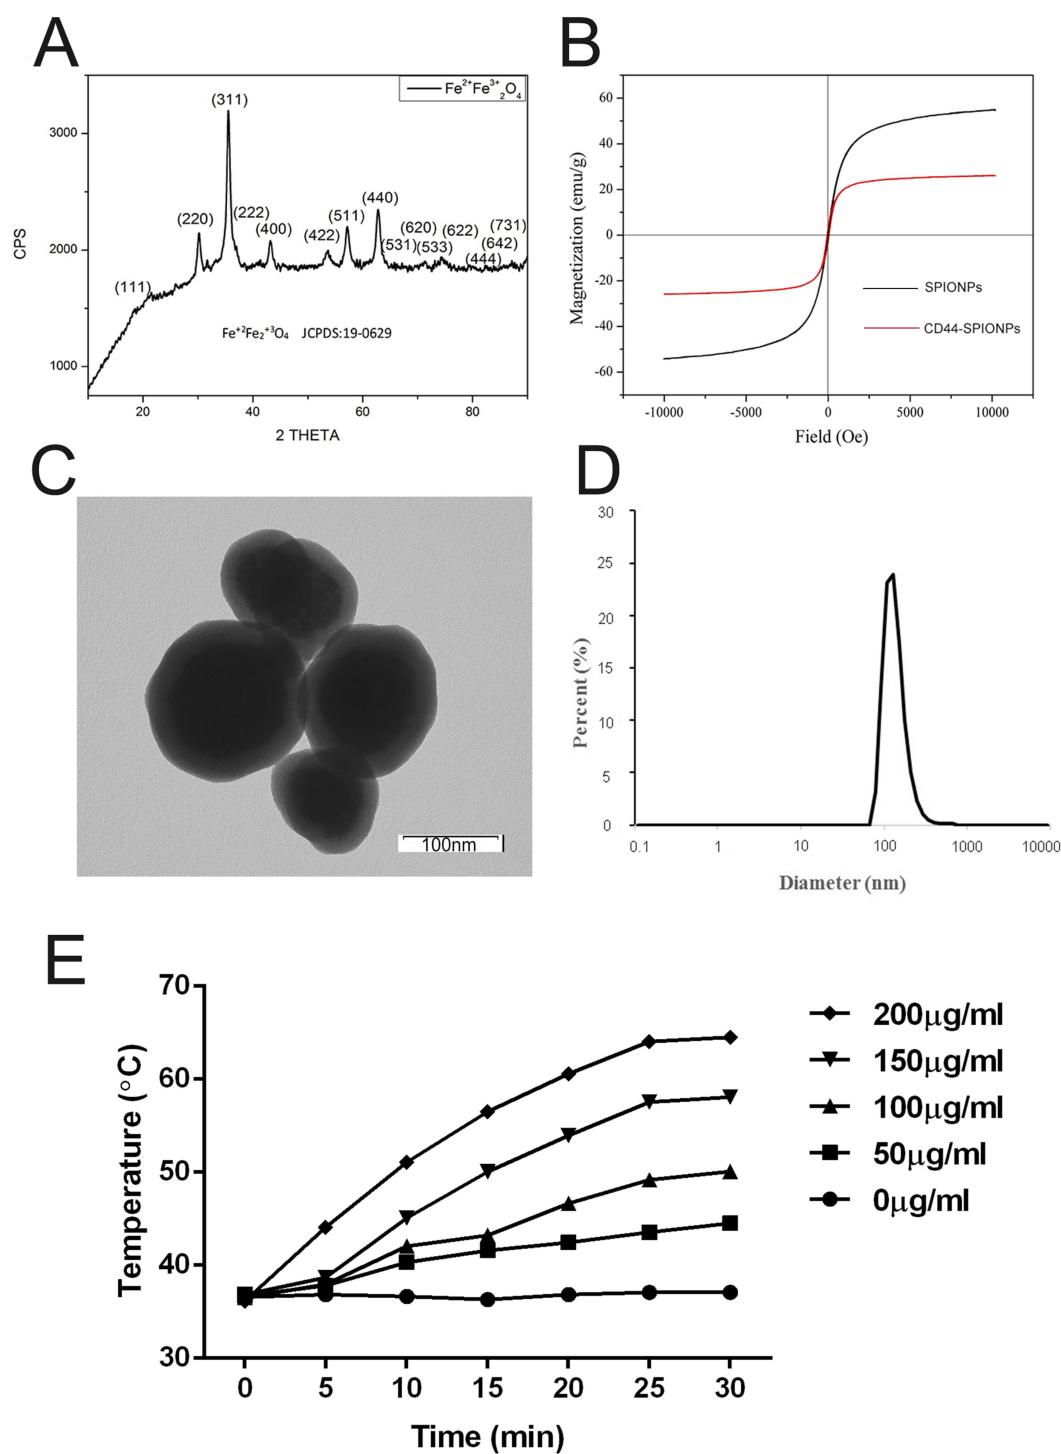 A
Fe²⁺Fe³⁺₂O₄
(311)
(220)
(222)
(400)
(111)
(422)
(511)
(440)
(531)
(620)
(533)
(622)
(444)
(642)
(731)
Fe⁺²Fe₂⁺³O₄ JCPDS:19-0629
3000
2000
1000
CPS
20
40
60
80
2 THETA
B
60
40
20
0
-20
-40
-60
Magnetization (emu/g)
SPIONPs
CD44-SPIONPs
-10000
-5000
0
5000
10000
Field (Oe)
C
100nm
D
30
25
20
15
10
5
0
Percent (%)
0.1
1
10
100
1000
10000
Diameter (nm)
E
70
60
50
40
30
Temperature (°C)
0
5
10
15
20
25
30
Time (min)
200μg/ml
150μg/ml
100μg/ml
50μg/ml
0μg/ml